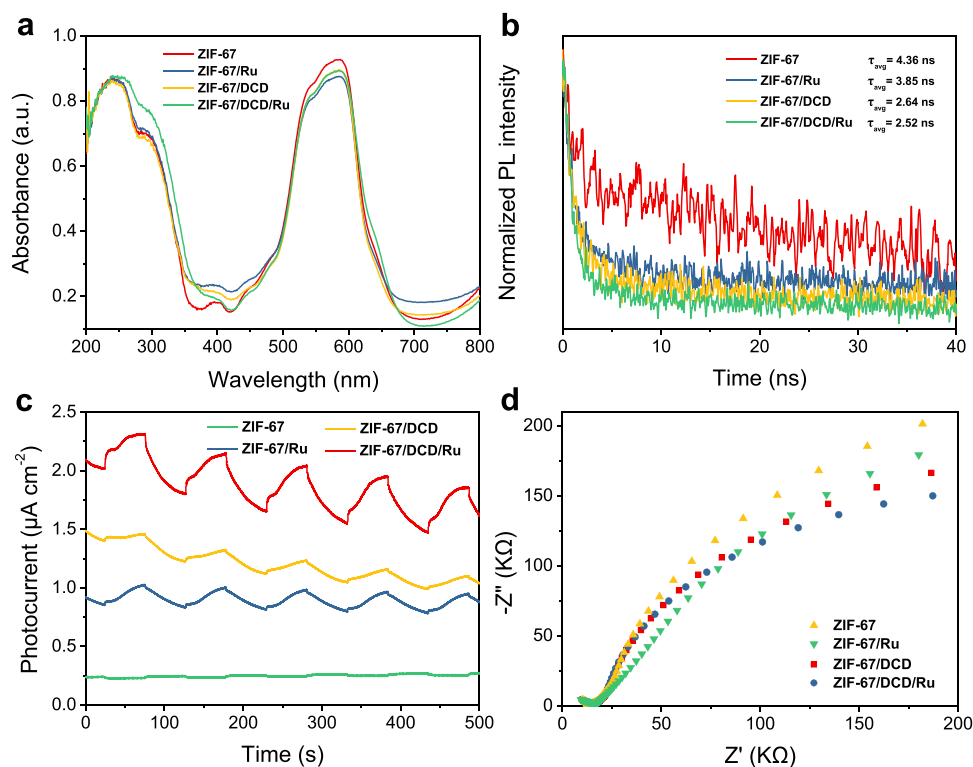 a
1.0
0.8
0.6
0.4
0.2
Absorbance (a.u.)
ZIF-67
ZIF-67/Ru
ZIF-67/DCD
ZIF-67/DCD/Ru
200 300 400 500 600 700 800
Wavelength (nm)
b
Normalized PL intensity
ZIF-67 τavg= 4.36 ns
ZIF-67/Ru τavg= 3.85 ns
ZIF-67/DCD τavg= 2.64 ns
ZIF-67/DCD/Ru τavg= 2.52 ns
0 10 20 30 40
Time (ns)
c
2.5
2.0
1.5
1.0
0.5
0.0
Photocurrent (µA cm-2)
ZIF-67 ZIF-67/DCD
ZIF-67/Ru ZIF-67/DCD/Ru
0 100 200 300 400 500
Time (s)
d
200
150
100
50
0
-Z" (KΩ)
ZIF-67
ZIF-67/Ru
ZIF-67/DCD
ZIF-67/DCD/Ru
0 50 100 150 200
Z' (KΩ)